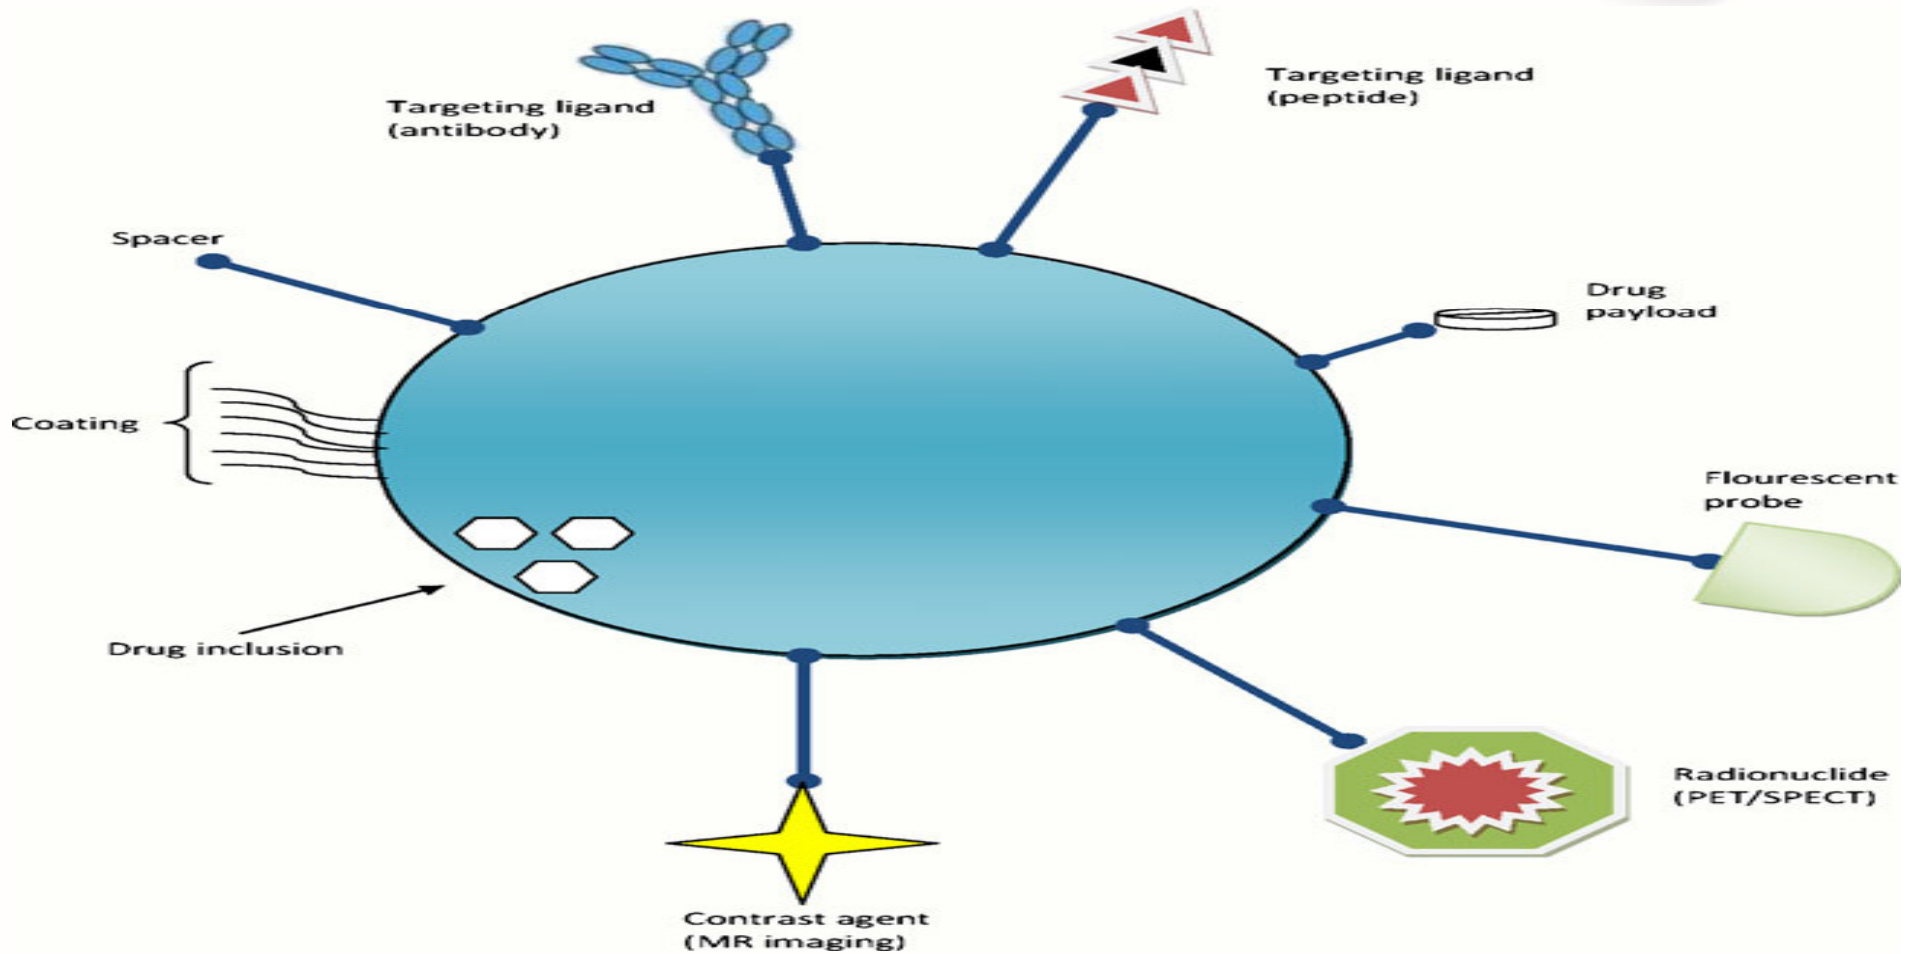 Targeting ligand
(antibody)
Targeting ligand
(peptide)
Spacer
Drug
payload
Coating
Flourescent
probe
Drug inclusion
Radionuclide
(PET/SPECT)
Contrast agent
(MR imaging)